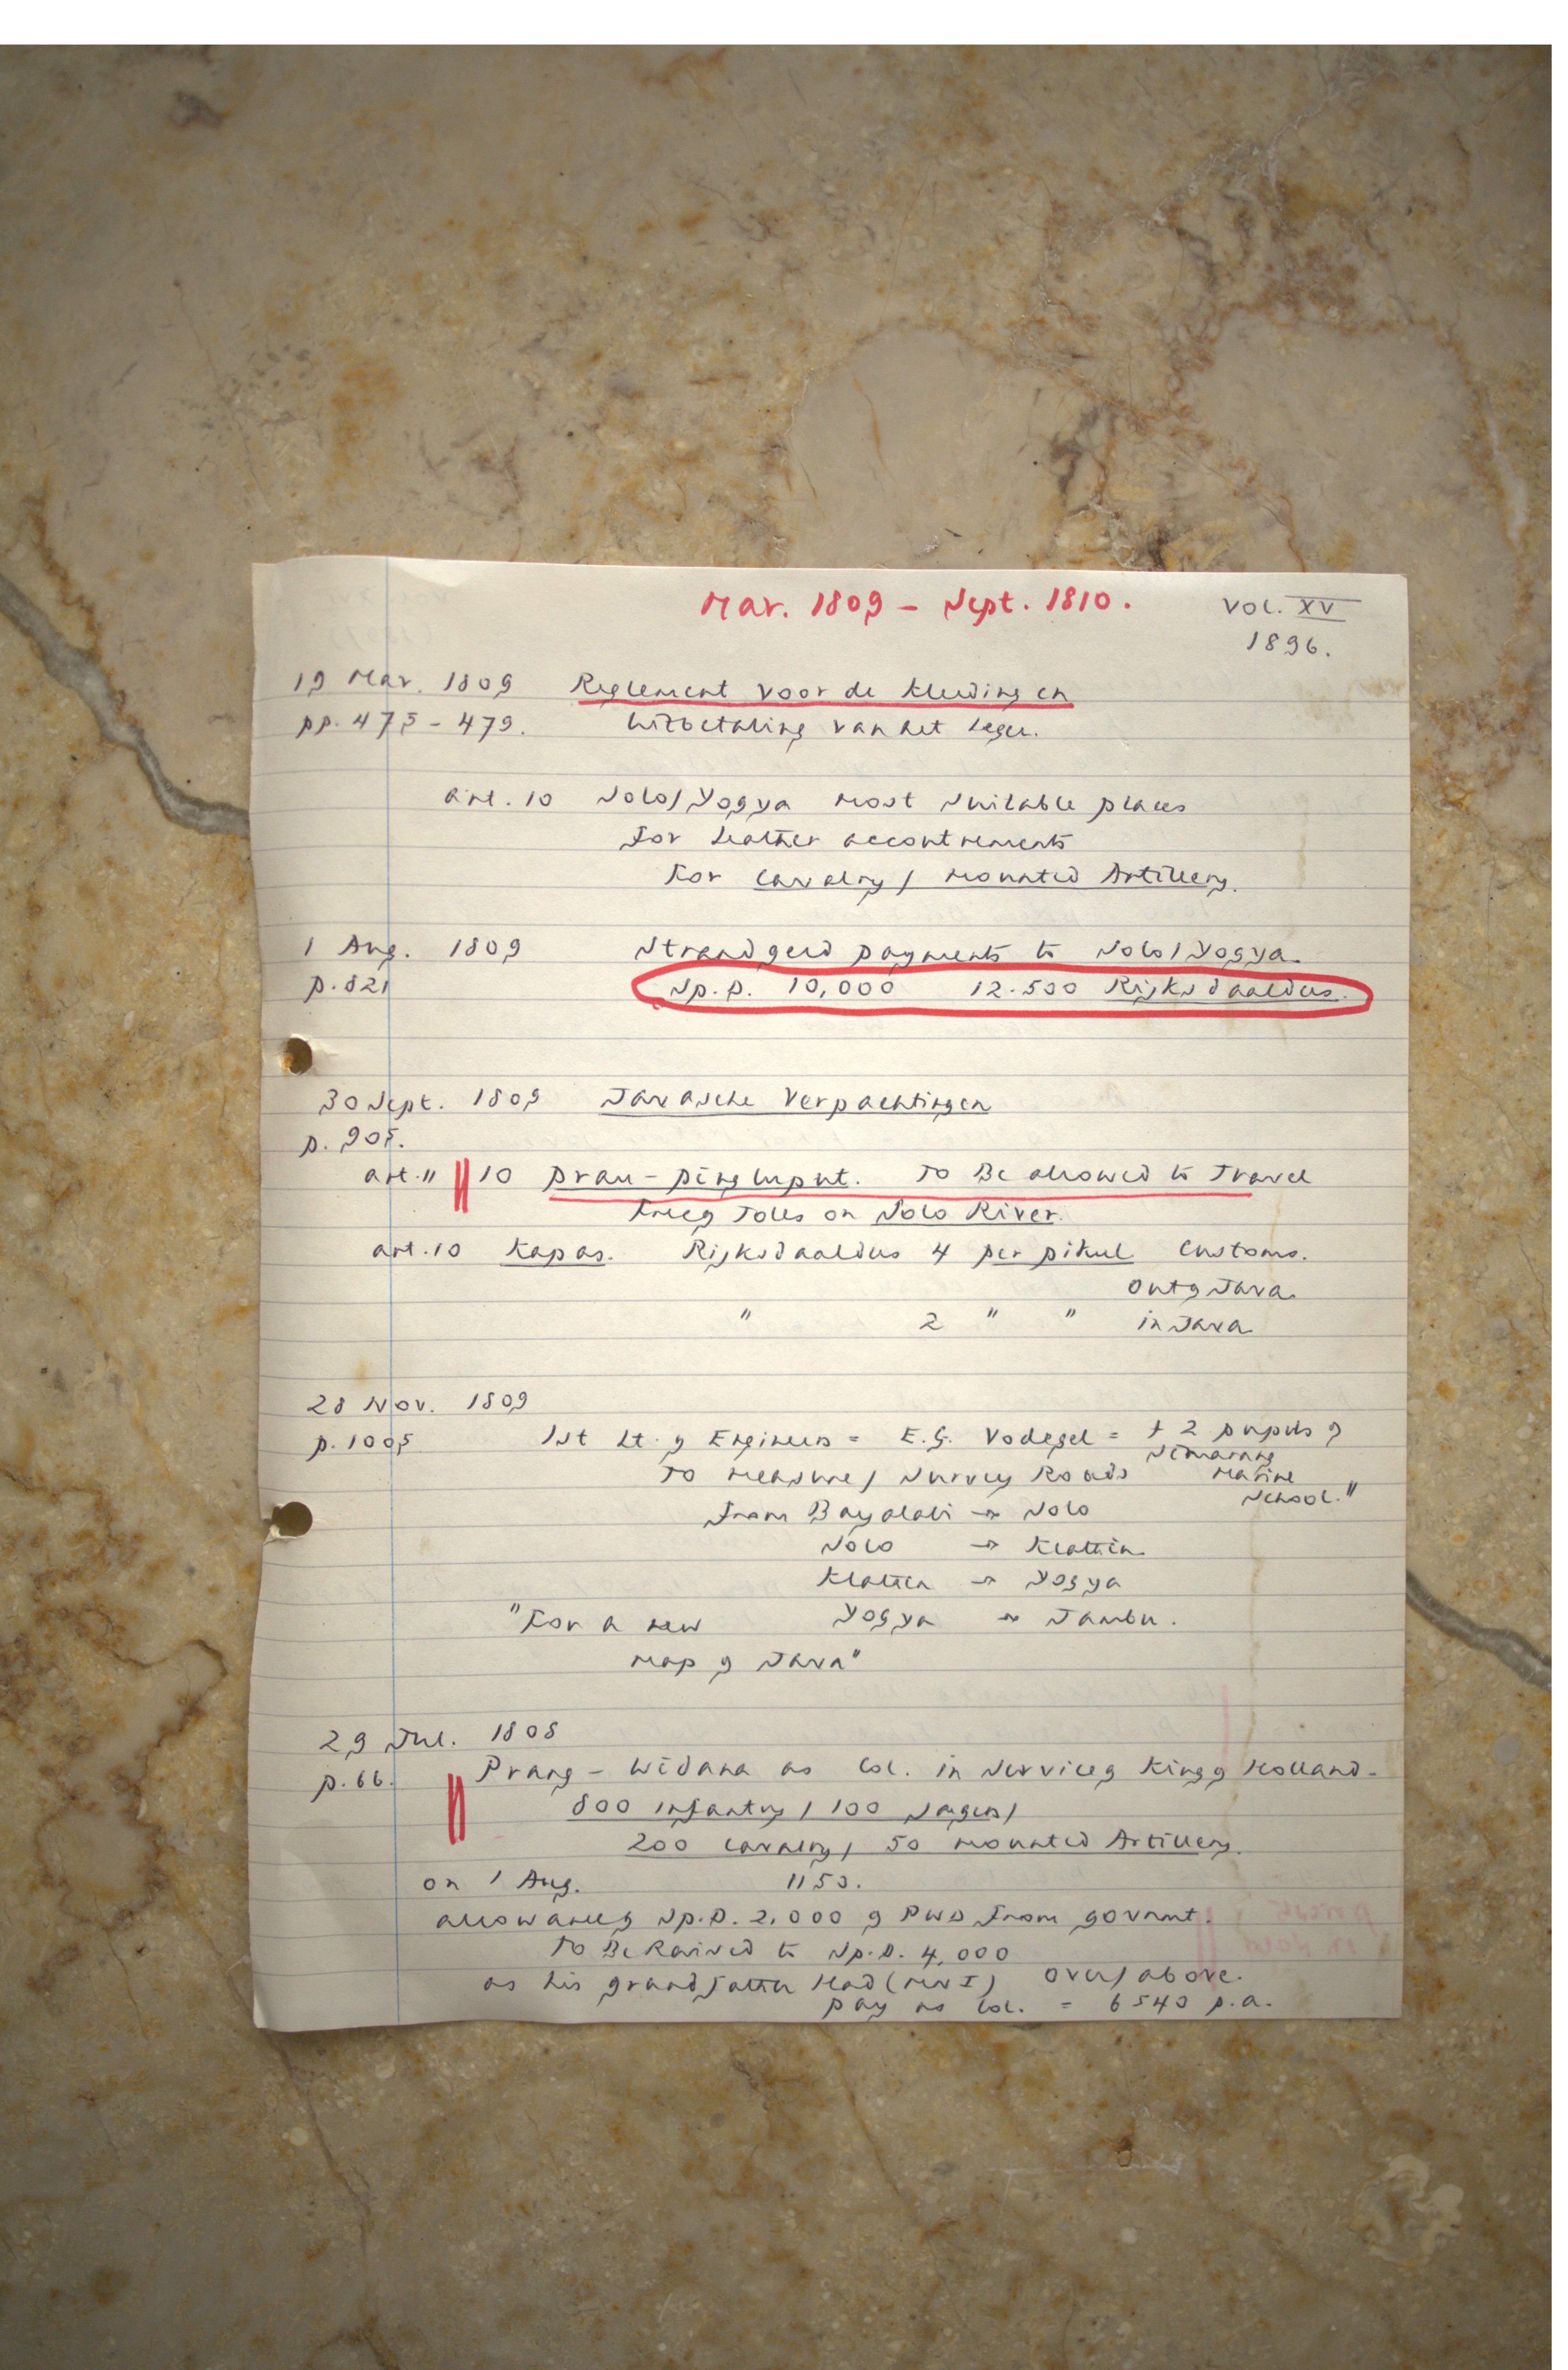 Mar. 1809 - Sept. 1810.
VOL. XV
1896.
19 Mar. 1809 Reglement voor de Kleeding en
pp. 475-479. Uitbetaling van het Leger.
art. 10 Solo/Yogya most suitable places
for leather accoutrements
for cavalry/mounted Artillery.
1 Aug. 1809 Strandgeld payments to Solo/Yogya.
p. 821 Sp.D. 10,000 12.500 Rijksdaalders.
30 Sept. 1809 Javasche Verpachtingen
p. 905.
art. 11 10 prau-pengluput. To Be allowed to Travel
free of Tolls on Solo River.
art. 10 Kapas. Rijksdaalders 4 per pikul Customs.
out of Java.
" 2 " " in Java
28 Nov. 1809
p. 1005 1st Lt. of Engineers = E.G. Vodegel = + 2 pupils of
Semarang
To measure/survey Roads Marine
School."
from Boyolali → Solo
Solo → Klatten
Klatten → Yogya
"For a new Yogya → Jambu.
map of Java"
29 Jul. 1808
p. 66. Prang-Widana as Col. in Service of King of Holland.
800 infantry/100 Jagers/
200 cavalry/50 mounted Artillery.
on 1 Aug. 1150.
allowance of Sp.D. 2,000 of PWD from govmnt.
To Be Raised to Sp.D. 4,000
as his grandfather Had (MN I) over/above.
pay as Col. = 6540 p.a.